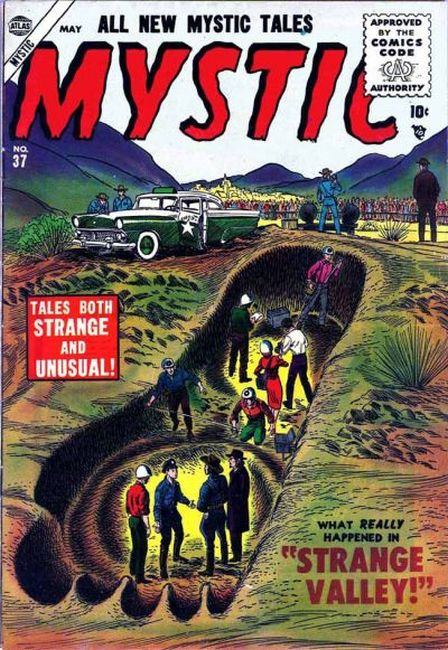 ATLAS
MYSTIC
MAY
ALL NEW MYSTIC TALES
APPROVED
BY THE
COMICS
CODE
CA
AUTHORITY
MYSTIC
10¢
NO.
37
TALES BOTH
STRANGE
AND
UNUSUAL!
WHAT REALLY
HAPPENED IN
"STRANGE
VALLEY!"